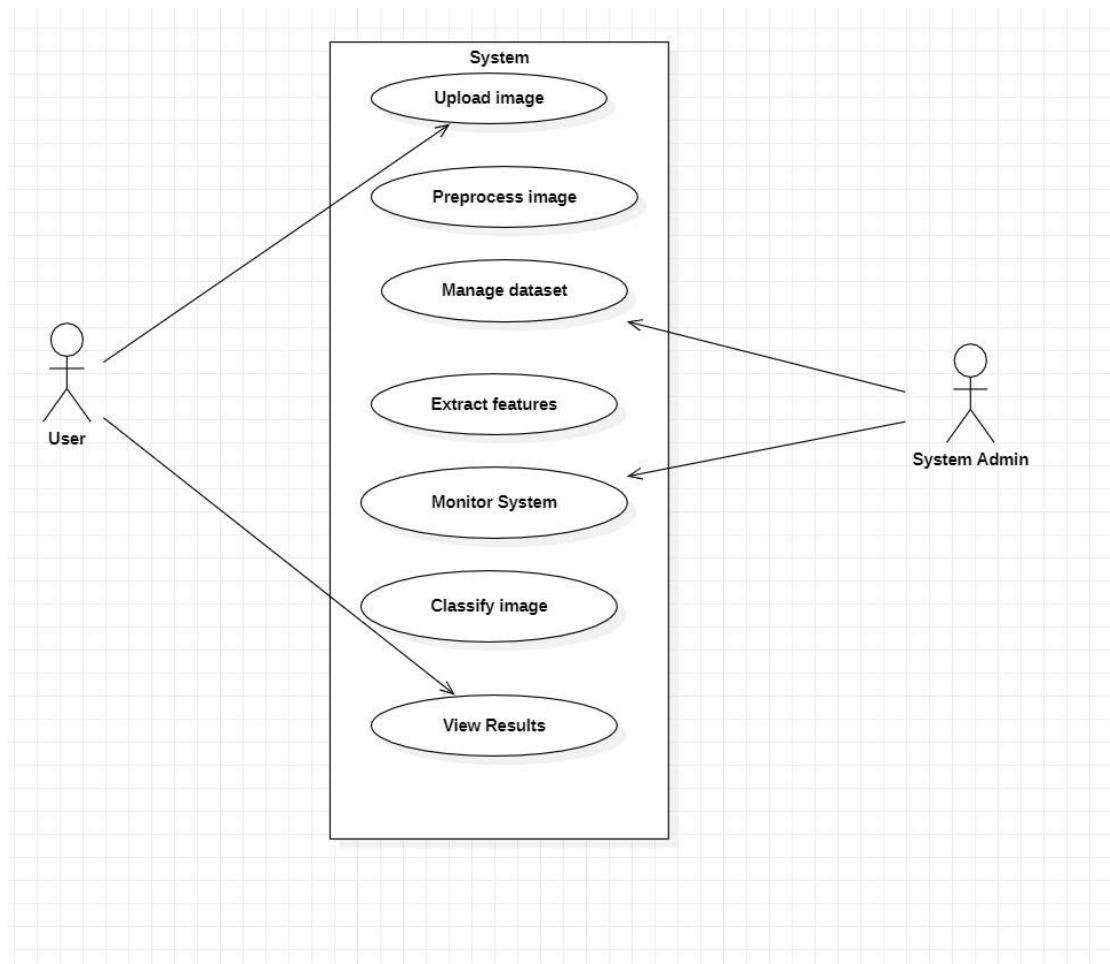 System
Upload image
Preprocess image
Manage dataset
Extract features
User
System Admin
Monitor System
Classify image
View Results